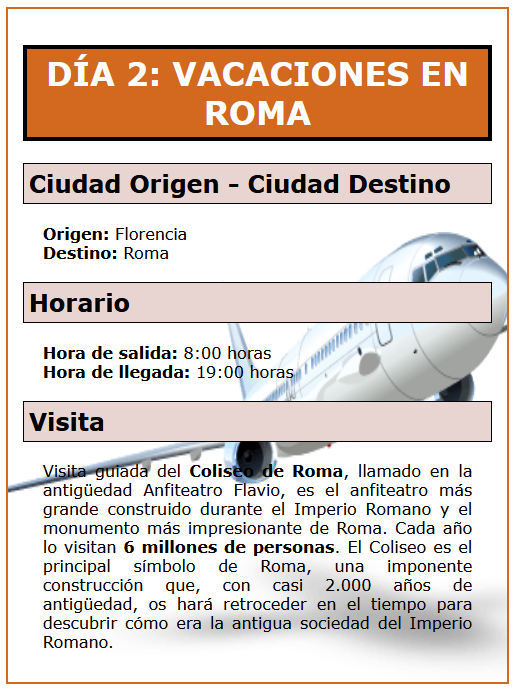 DÍA 2: VACACIONES EN
ROMA
Ciudad Origen - Ciudad Destino
Origen: Florencia
Destino: Roma
Horario
Hora de salida: 8:00 horas
Hora de llegada: 19:00 horas
Visita
Visita guiada del Coliseo de Roma, llamado en la
antigüedad Anfiteatro Flavio, es el anfiteatro más
grande construido durante el Imperio Romano y el
monumento más impresionante de Roma. Cada año
lo visitan 6 millones de personas. El Coliseo es el
principal símbolo de Roma, una imponente
construcción que, con casi 2.000 años de
antigüedad, os hará retroceder en el tiempo para
descubrir cómo era la antigua sociedad del Imperio
Romano.